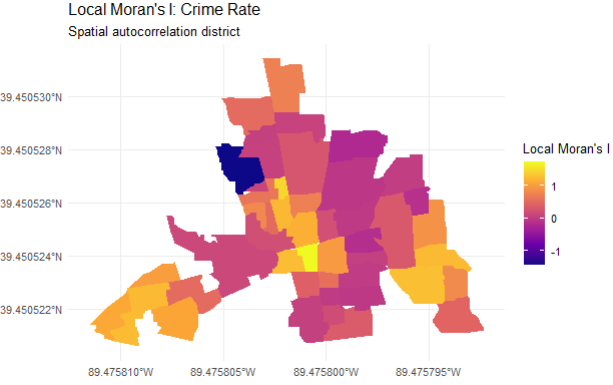 Local Moran's I: Crime Rate
Spatial autocorrelation district
39.450530°N
39.450528°N
39.450526°N
39.450524°N
39.450522°N
89.475810°W
89.475805°W
89.475800°W
89.475795°W
Local Moran's I
1
0
-1